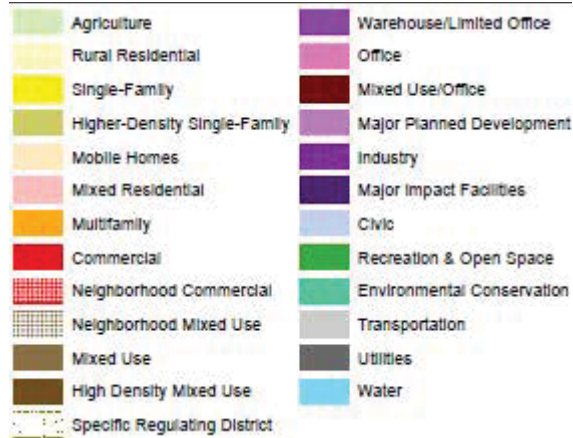 Agriculture
Rural Residential
Single-Family
Higher-Density Single-Family
Mobile Homes
Mixed Residential
Multifamily
Commercial
Neighborhood Commercial
Neighborhood Mixed Use
Mixed Use
High Density Mixed Use
Specific Regulating District
Warehouse/Limited Office
Office
Mixed Use/Office
Major Planned Development
Industry
Major Impact Facilities
Civic
Recreation & Open Space
Environmental Conservation
Transportation
Utilities
Water